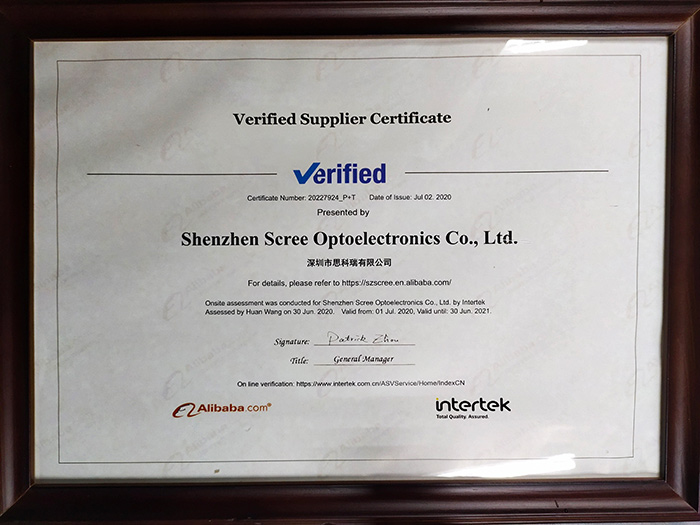 Verified Supplier Certificate
Verified
Certificate Number: 20227924_P+T Date of Issue: Jul 02. 2020
Presented by
Shenzhen Scree Optoelectronics Co., Ltd.
深圳市思科瑞有限公司
For details, please refer to https://szscree.en.alibaba.com/
Onsite assessment was conducted for Shenzhen Scree Optoelectronics Co., Ltd. by Intertek
Assessed by Huan Wang on 30 Jun. 2020. Valid from: 01 Jul. 2020, Valid until: 30 Jun. 2021.
Signature: Patrick Zhou
Title: General Manager
On line verification: https://www.intertek.com.cn/ASVService/Home/IndexCN
Alibaba.com®
intertek
Total Quality. Assured.